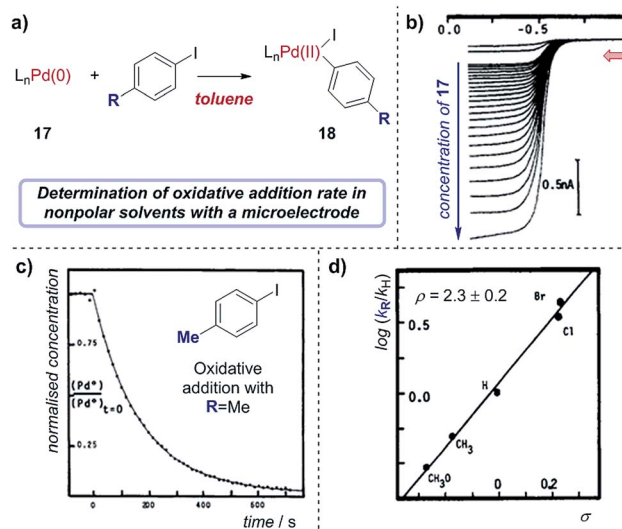 a)
LₙPd(0)
+
I
R
toluene
LₙPd(II)
I
R
17
18
Determination of oxidative addition rate in
nonpolar solvents with a microelectrode
b)
0.0
-0.5
concentration of 17
0.5nA
c)
normalised concentration
0.75
(Pd°)
(Pd°)t=0
0.25
0
200
400
600
time / s
I
Me
Oxidative
addition with
R=Me
d)
log (kR/kH)
ρ = 2.3 ± 0.2
0.5
0.0
Br
Cl
H
CH₃
CH₃O
0
0.2
σ